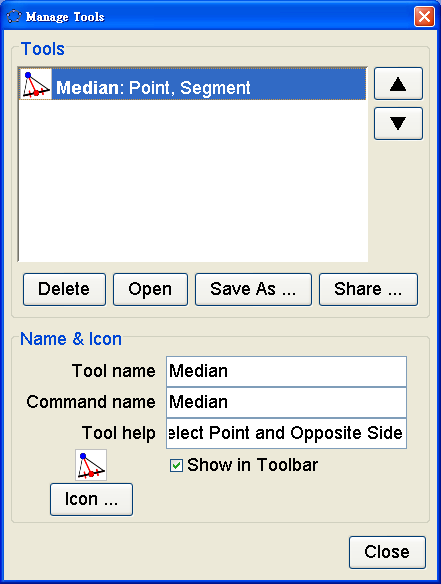 Manage Tools
Tools
Median: Point, Segment
Delete Open Save As ... Share ...
Name & Icon
Tool name Median
Command name Median
Tool help elect Point and Opposite Side
Show in Toolbar
Icon ...
Close